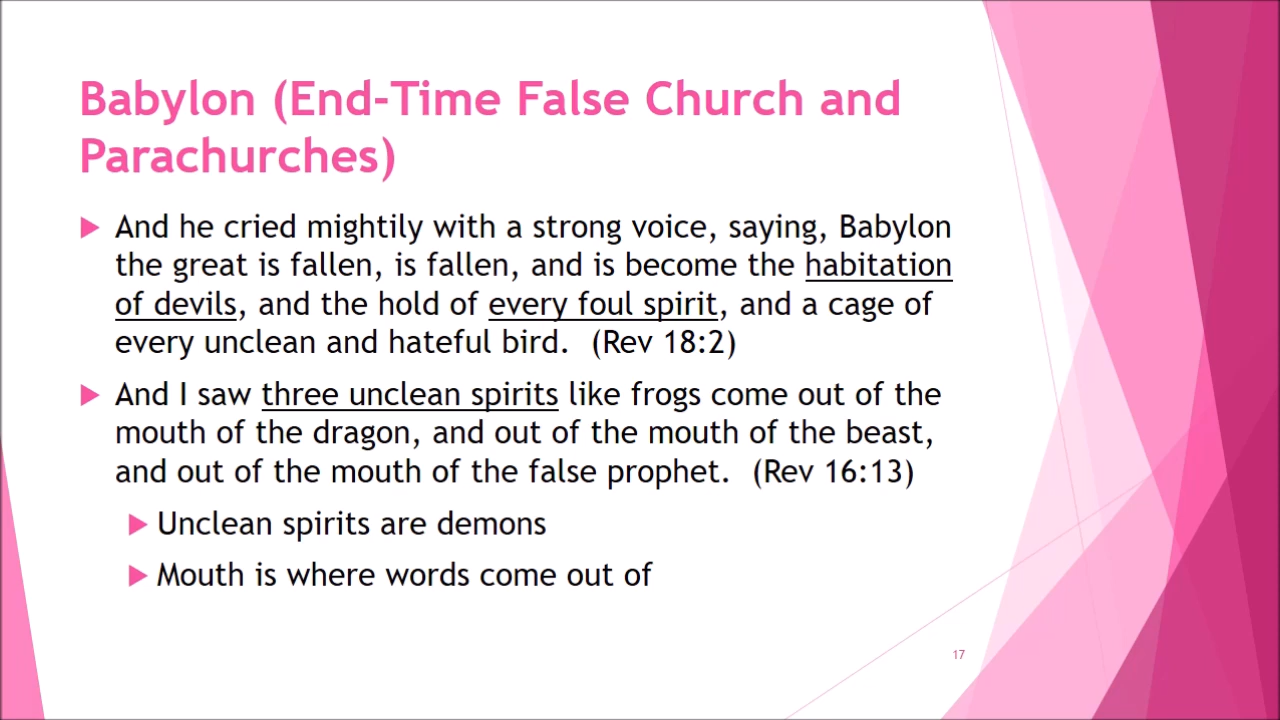 Babylon (End-Time False Church and
Parachurches)
And he cried mightily with a strong voice, saying, Babylon
the great is fallen, is fallen, and is become the habitation
of devils, and the hold of every foul spirit, and a cage of
every unclean and hateful bird.  (Rev 18:2)
And I saw three unclean spirits like frogs come out of the
mouth of the dragon, and out of the mouth of the beast,
and out of the mouth of the false prophet.  (Rev 16:13)
Unclean spirits are demons
Mouth is where words come out of
17